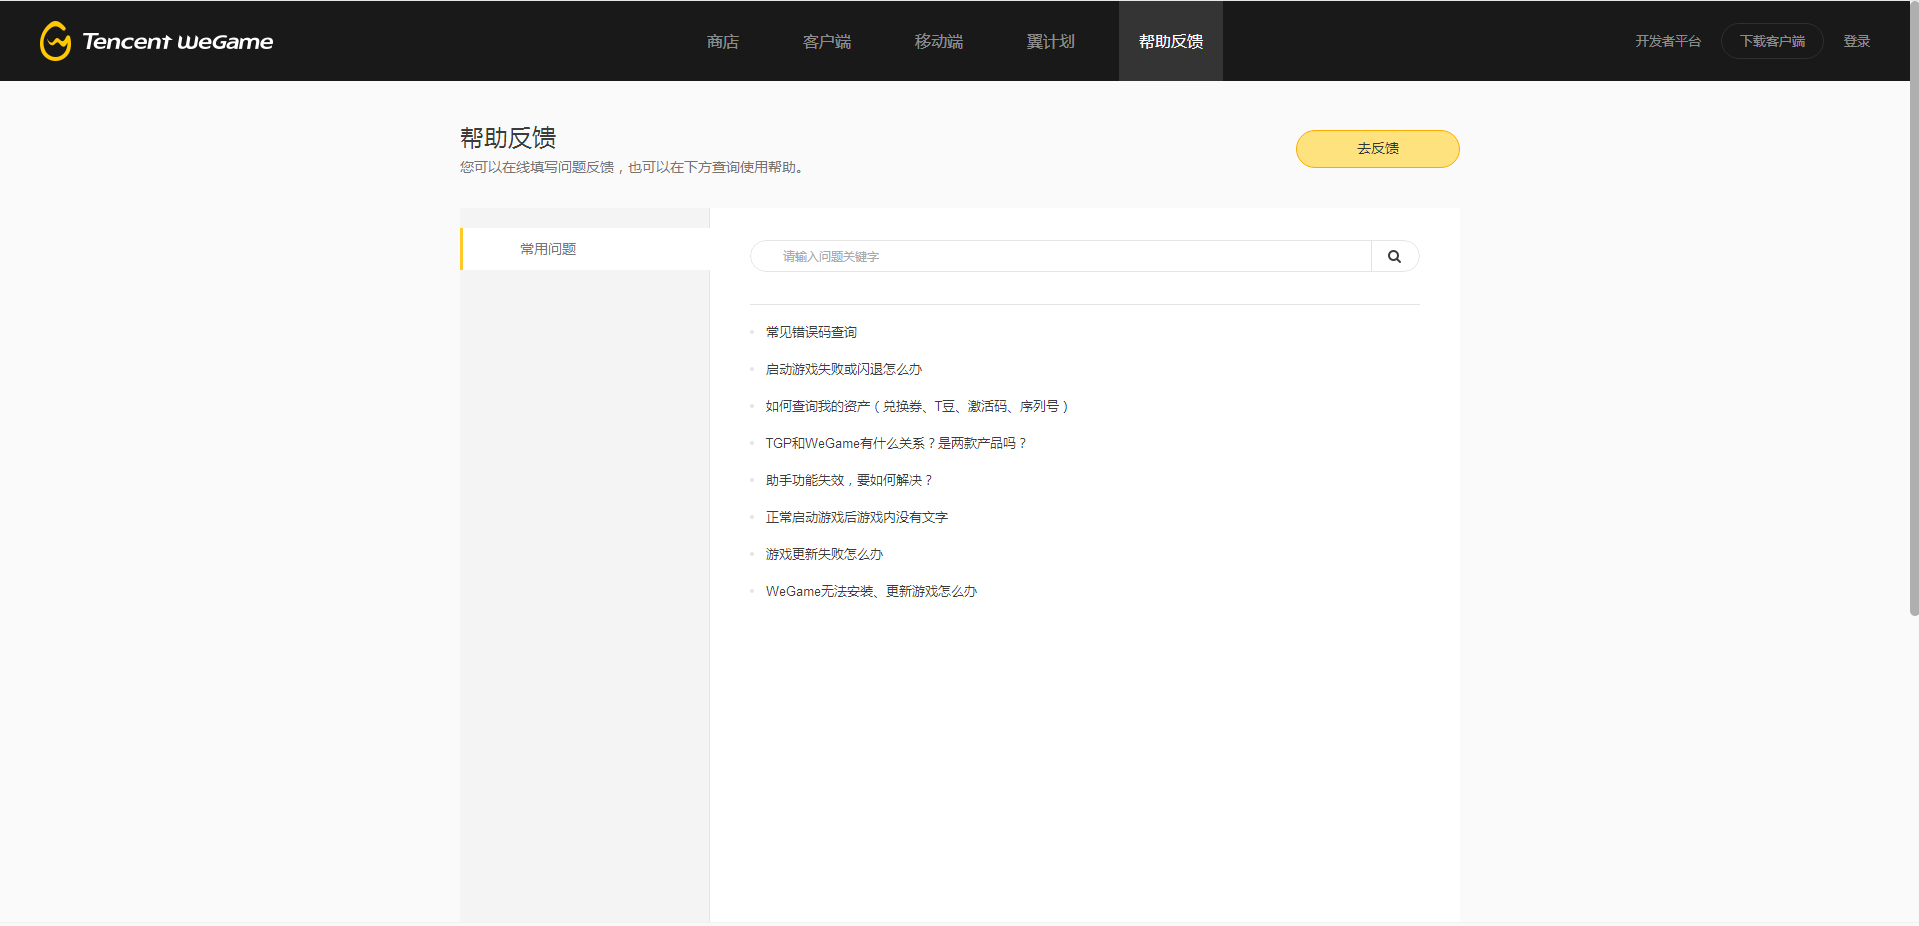 Tencent WeGame
商店
客户端
移动端
翼计划
帮助反馈
开发者平台
下载客户端
登录
帮助反馈
您可以在线填写问题反馈，也可以在下方查询使用帮助。
去反馈
常用问题
请输入问题关键字
常见错误码查询
启动游戏失败或闪退怎么办
如何查询我的资产（兑换券、T豆、激活码、序列号）
TGP和WeGame有什么关系？是两款产品吗？
助手功能失效，要如何解决？
正常启动游戏后游戏内没有文字
游戏更新失败怎么办
WeGame无法安装、更新游戏怎么办